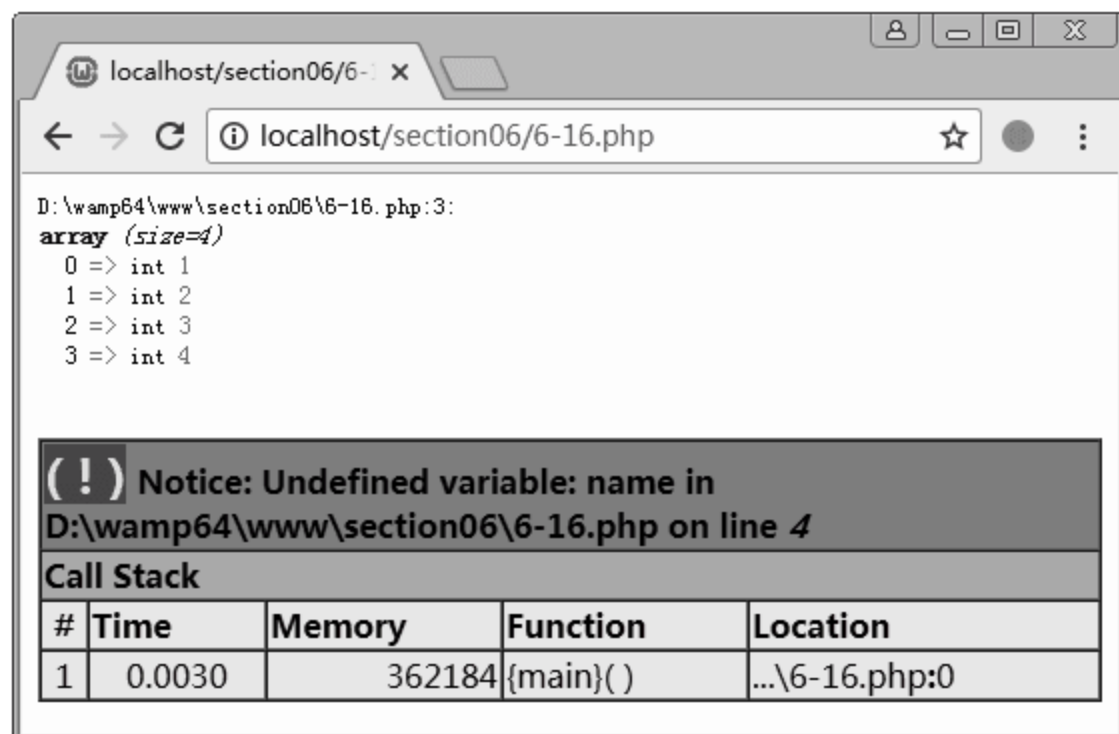 localhost/section06/6-
localhost/section06/6-16.php
D:\wamp64\www\section06\6-16.php:3:
array (size=4)
0 => int 1
1 => int 2
2 => int 3
3 => int 4
(!) Notice: Undefined variable: name in
D:\wamp64\www\section06\6-16.php on line 4
Call Stack
# Time Memory Function Location
1 0.0030 362184 {main}( ) ...\6-16.php:0